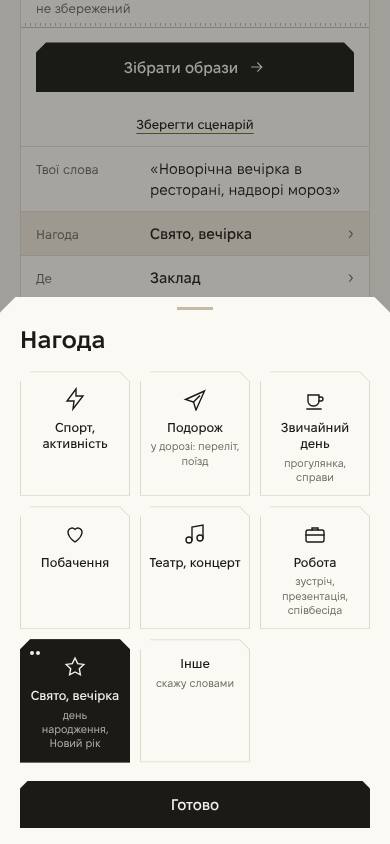 не збережений
Зібрати образи →
Зберегти сценарій
Твої слова
«Новорічна вечірка в
ресторані, надворі мороз»
Нагода
Свято, вечірка
Де
Заклад
Нагода
Спорт,
активність
Подорож
у дорозі: переліт,
поїзд
Звичайний
день
прогулянка,
справи
Побачення
Театр, концерт
Робота
зустріч,
презентація,
співбесіда
Свято, вечірка
день
народження,
Новий рік
Інше
скажу словами
Готово